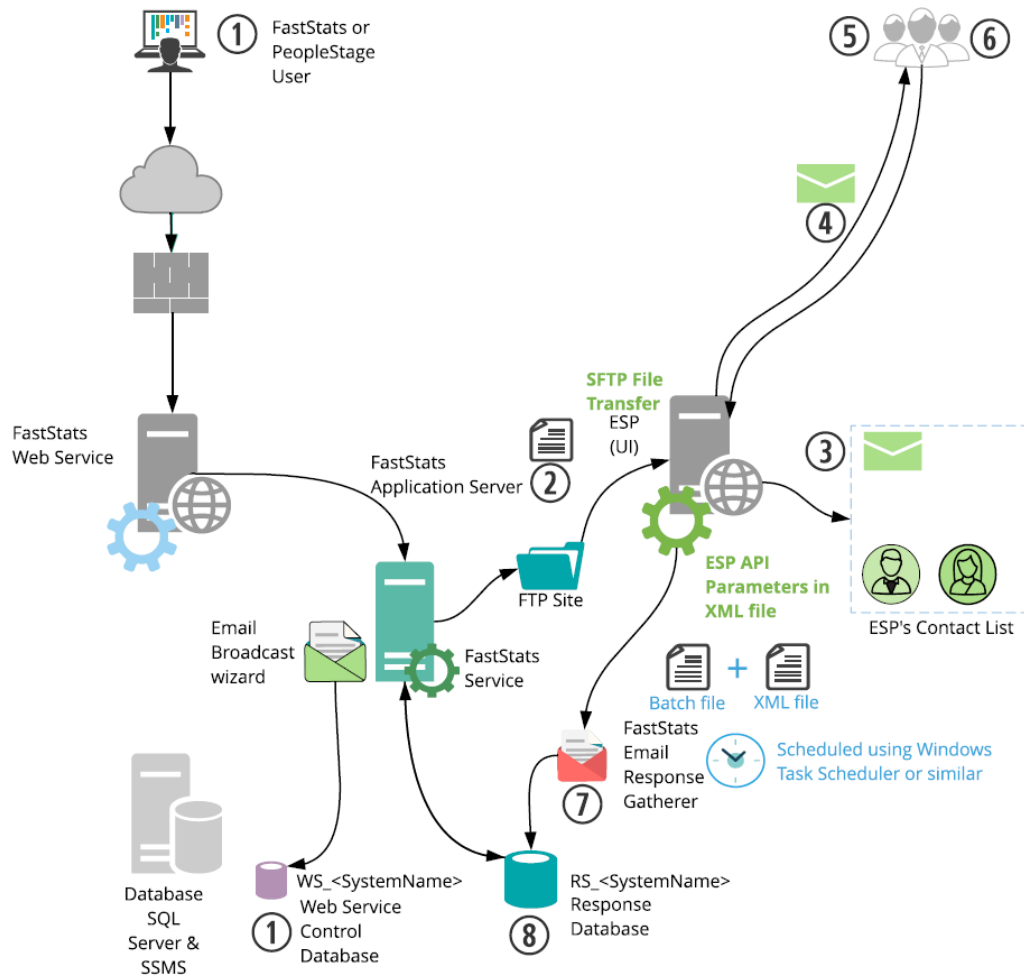 1
FastStats or
PeopleStage
User
5
6
4
FastStats
Web Service
SFTP File
Transfer
ESP
(UI)
3
FastStats
Application Server
2
FTP Site
ESP API
Parameters in
XML file
ESP's Contact List
Email
Broadcast
wizard
FastStats
Service
Batch file
+
XML file
FastStats
Email
Response
Gatherer
7
Scheduled using Windows
Task Scheduler or similar
Database
SQL
Server &
SSMS
WS_<SystemName>
Web Service
Control
Database
1
RS_<SystemName>
Response
Database
8